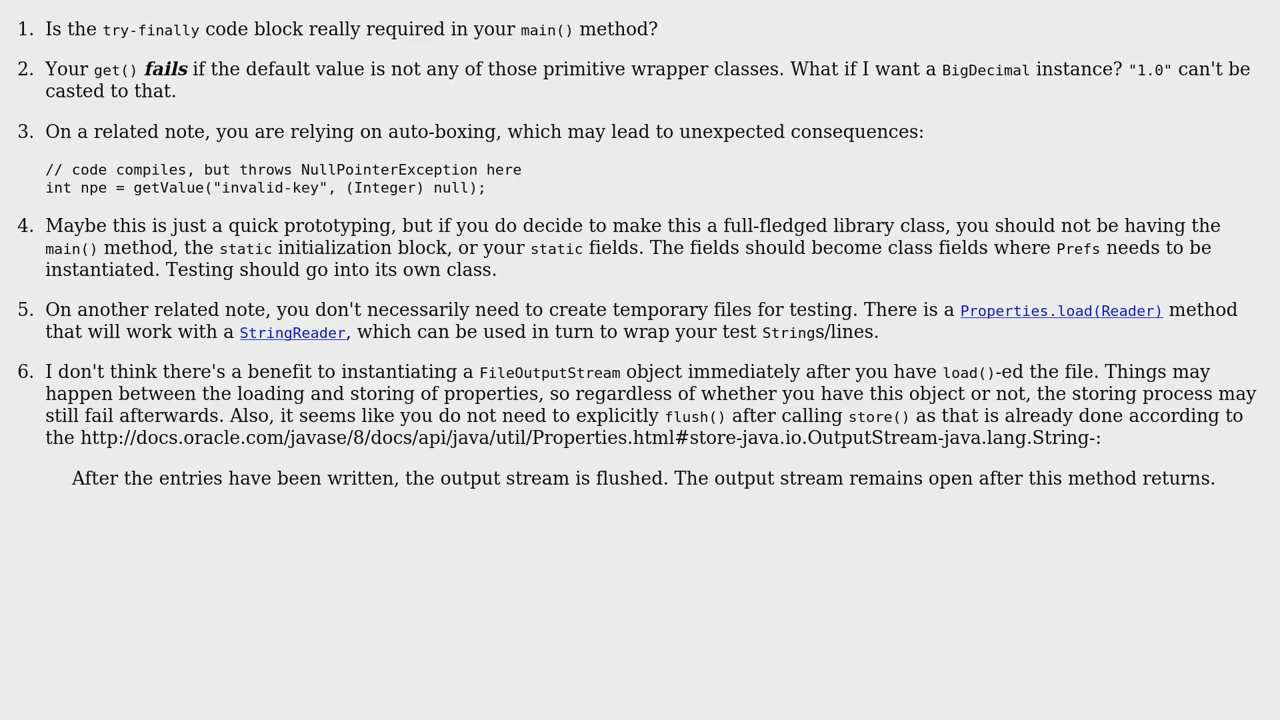 1. Is the try-finally code block really required in your main() method?
2. Your get() fails if the default value is not any of those primitive wrapper classes. What if I want a BigDecimal instance? "1.0" can't be
casted to that.
3. On a related note, you are relying on auto-boxing, which may lead to unexpected consequences:
// code compiles, but throws NullPointerException here
int npe = getValue("invalid-key", (Integer) null);
4. Maybe this is just a quick prototyping, but if you do decide to make this a full-fledged library class, you should not be having the
main() method, the static initialization block, or your static fields. The fields should become class fields where Prefs needs to be
instantiated. Testing should go into its own class.
5. On another related note, you don't necessarily need to create temporary files for testing. There is a Properties.load(Reader) method
that will work with a StringReader, which can be used in turn to wrap your test Strings/lines.
6. I don't think there's a benefit to instantiating a FileOutputStream object immediately after you have load()-ed the file. Things may
happen between the loading and storing of properties, so regardless of whether you have this object or not, the storing process may
still fail afterwards. Also, it seems like you do not need to explicitly flush() after calling store() as that is already done according to
the http://docs.oracle.com/javase/8/docs/api/java/util/Properties.html#store-java.io.OutputStream-java.lang.String-:
After the entries have been written, the output stream is flushed. The output stream remains open after this method returns.